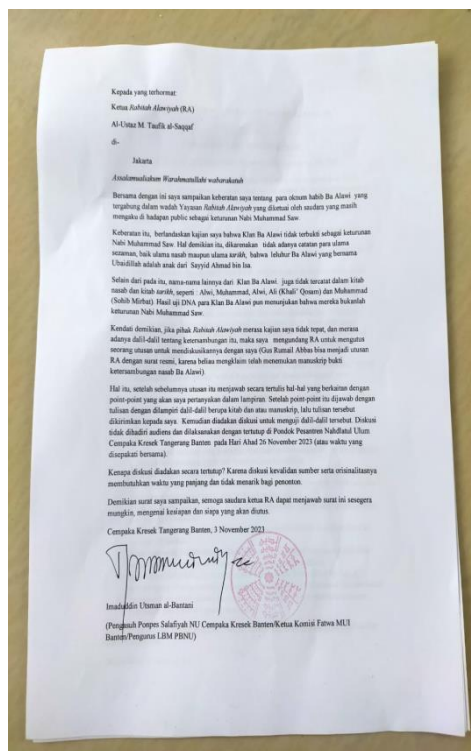 Kepada yang terhormat:
Ketua Rabitah Alawiyah (RA)
Al-Ustaz M. Taufik al-Saqqaf
di-
Jakarta
Assalamualaikum Warahmatullahi wabarakatuh
Bersama dengan ini saya sampaikan keberatan saya tentang para oknum habib Ba Alawi yang
tergabung dalam wadah Yayasan Rabitah Alawiyah yang diketuai saudara yang masih
mengaku di hadapan public sebagai keturunan Nabi Muhammad Saw.
Keberatan itu, berlandaskan kajian saya bahwa Klan Ba Alawi tidak terbukti sebagai keturunan
Nabi Muhammad Saw. Hal demikian itu, dikarenakan tidak adanya catatan para ulama
sezaman, baik ulama nasab maupun ulama tarikh, bahwa leluhur Ba Alawi yang bernama
Ubaidillah adalah anak dari Sayyid Ahmad bin Isa.
Selain dari pada itu, nama-nama lainnya dari Klan Ba Alawi juga tidak tercatat dalam kitab
nasab dan kitab tarikh, seperti : Alwi, Muhammad, Alwi, Ali (Khali' Qosam) dan Muhammad
(Sohib Mirbat). Hasil uji DNA para Klan Ba Alawi pun menunjukan bahwa mereka bukanlah
keturunan Nabi Muhammad Saw.
Kendati demikian, jika pihak Rabitah Alawiyah merasa kajian saya tidak tepat, dan merasa
adanya dalil-dalil tentang ketersambungan itu, maka saya mengundang RA untuk mengutus
seorang utusan untuk mendiskusikannya dengan saya (Gus Rumail Abbas bisa menjadi utusan
RA dengan surat resmi, karena beliau mengklaim telah menemukan manuskrip bukti
ketersambungan nasab Ba Alawi).
Hal itu, setelah sebelumnya utusan itu menjawab secara tertulis hal-hal yang berkaitan dengan
point-point yang akan saya pertanyakan dalam lampiran. Setelah point-point itu dijawab dengan
tulisan dengan dilampiri dalil-dalil berupa kitab dan atau manuskrip, lalu tulisan tersebut
dikirimkan kepada saya. Kemudian diadakan diskusi untuk menguji dalil-dalil tersebut. Diskusi
tidak dihadiri audiens dan dilaksanakan dengan tertutup di Pondok Pesantren Nahdlatul Ulum
Cempaka Kresek Tangerang Banten pada Hari Ahad 26 November 2023 (atau waktu yang
disepakati bersama).
Kenapa diskusi diadakan secara tertutup? Karena diskusi kevalidan sumber serta orisinalitasnya
membutuhkan waktu yang panjang dan tidak menarik bagi penonton.
Demikian surat saya sampaikan, semoga saudara ketua RA dapat menjawab surat ini sesegera
mungkin, mengenai kesiapan dan siapa yang akan diutus.
Cempaka Kresek Tangerang Banten, 3 November 2023
Imaduddin Utsman al-Bantani
(Pengasuh Ponpes Salafiyah NU Cempaka Kresek Banten/Ketua Komisi Fatwa MUI
Banten/Pengurus LBM PBNU)